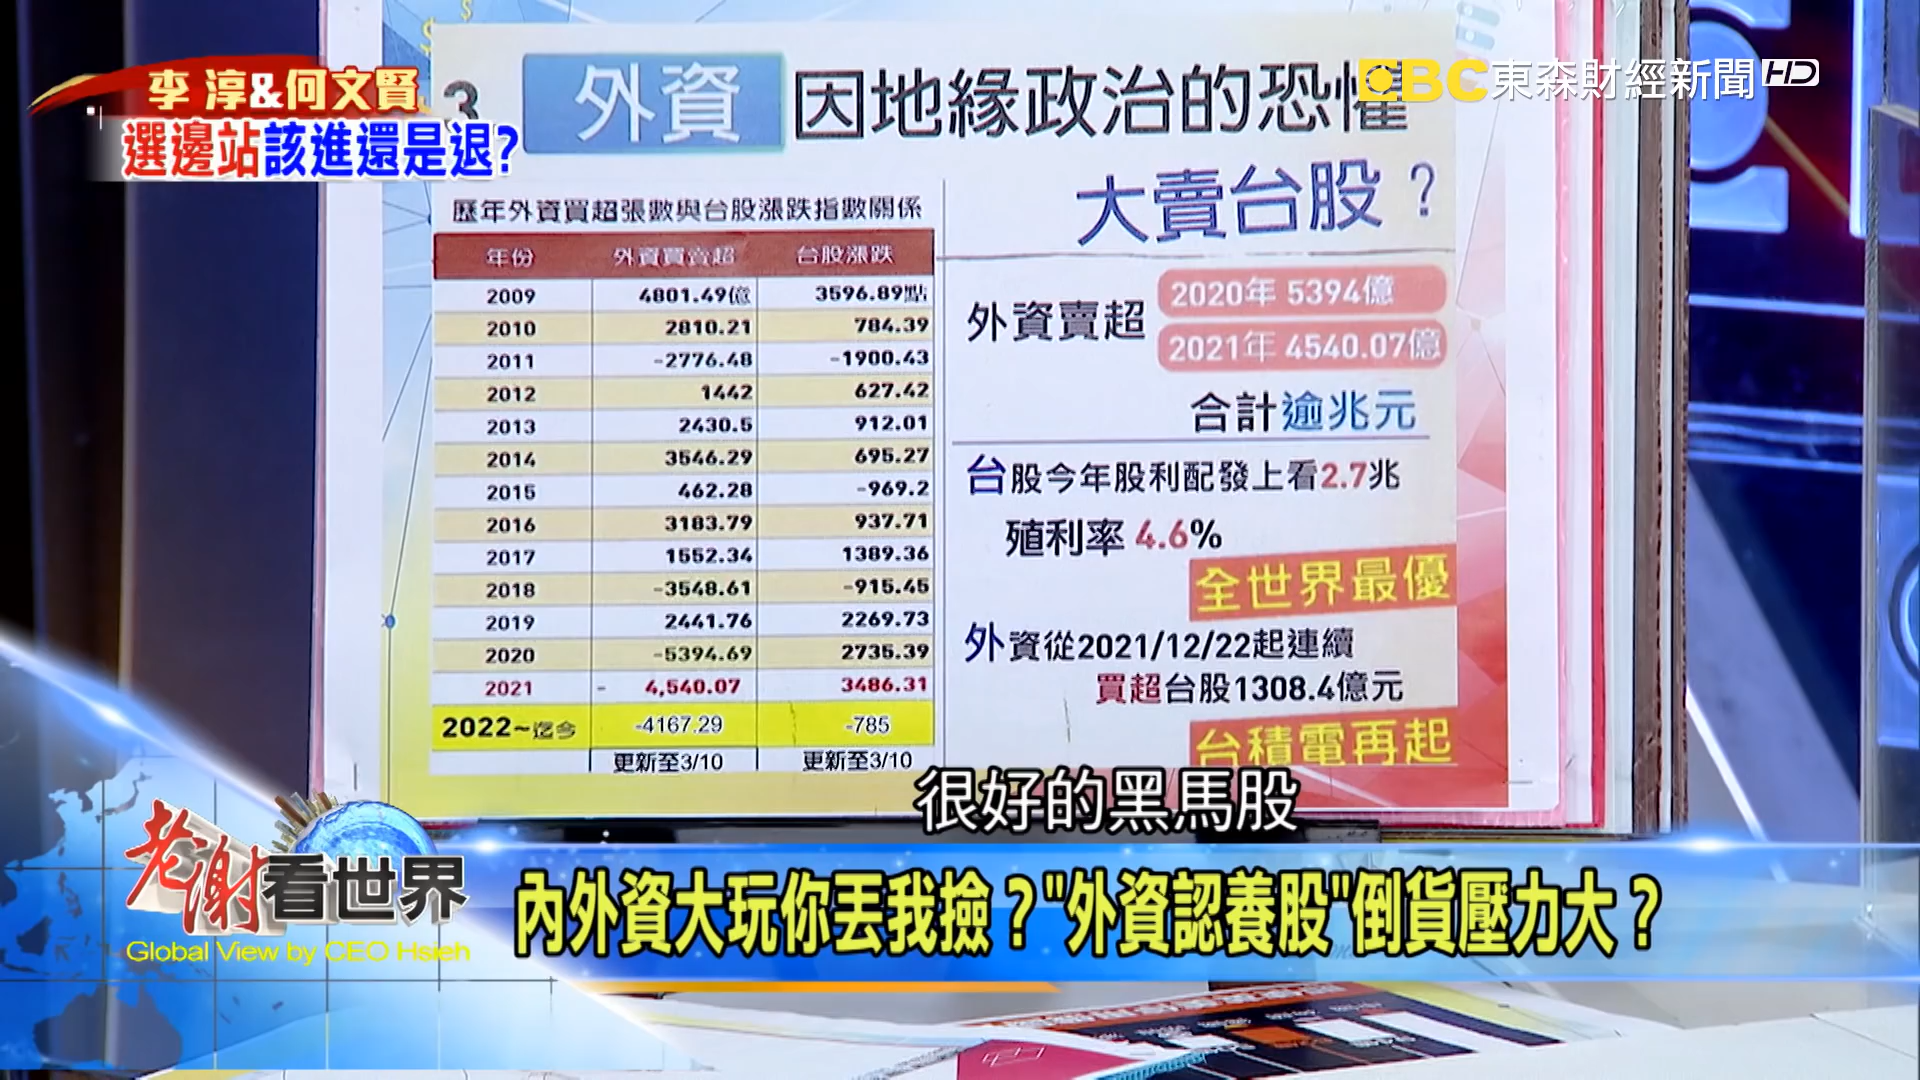 李 淳&何文賢
選邊站該進還是退?
EBC東森財經新聞HD
3 外資 因地緣政治的恐懼
大賣台股?
歷年外資買超張數與台股漲跌指數關係
年份 外資買賣超 台股漲跌
2009 4801.49億 3596.89點
2010 2810.21 784.39
2011 -2776.48 -1900.43
2012 1442 627.42
2013 2430.5 912.01
2014 3546.29 695.27
2015 462.28 -969.2
2016 3183.79 937.71
2017 1552.34 1389.36
2018 -3548.61 -915.45
2019 2441.76 2269.73
2020 -5394.69 2735.39
2021 - 4,540.07 3486.31
2022~迄今 -4167.29 -785
更新至3/10 更新至3/10
外資賣超 2020年 5394億
2021年 4540.07億
合計逾兆元
台股今年股利配發上看2.7兆
殖利率 4.6%
全世界最優
外資從2021/12/22起連續
買超台股1308.4億元
台積電再起
很好的黑馬股
老謝看世界
Global View by CEO Hsieh
內外資大玩你丟我撿?"外資認養股"倒貨壓力大?